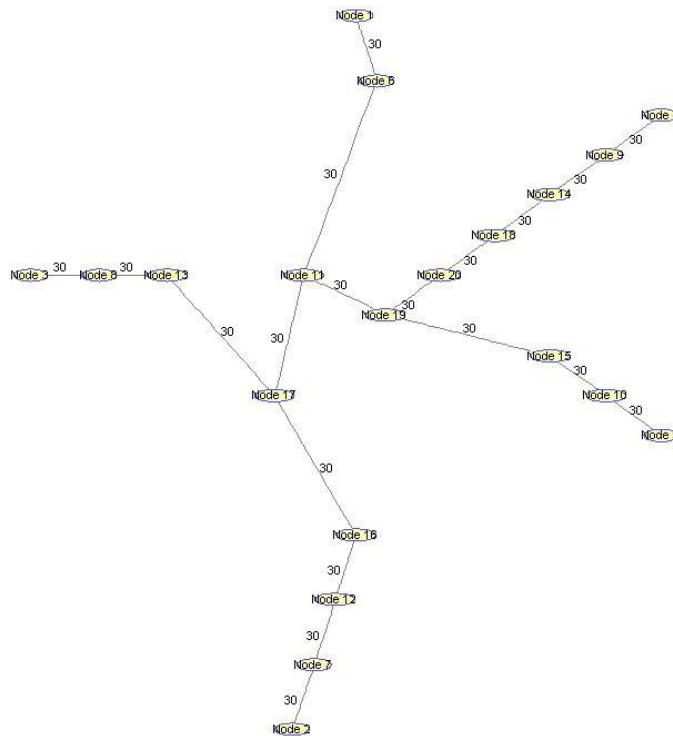 Node 1
30
Node 6
Node
30
Node 9
30
30
Node 14
30
Node 18
30
Node 3
30
Node 8
30
Node 13
Node 11
Node 20
30
30
Node 19
30
30
30
Node 15
30
Node 17
Node 10
30
Node
30
Node 16
30
Node 12
30
Node 7
30
Node 2